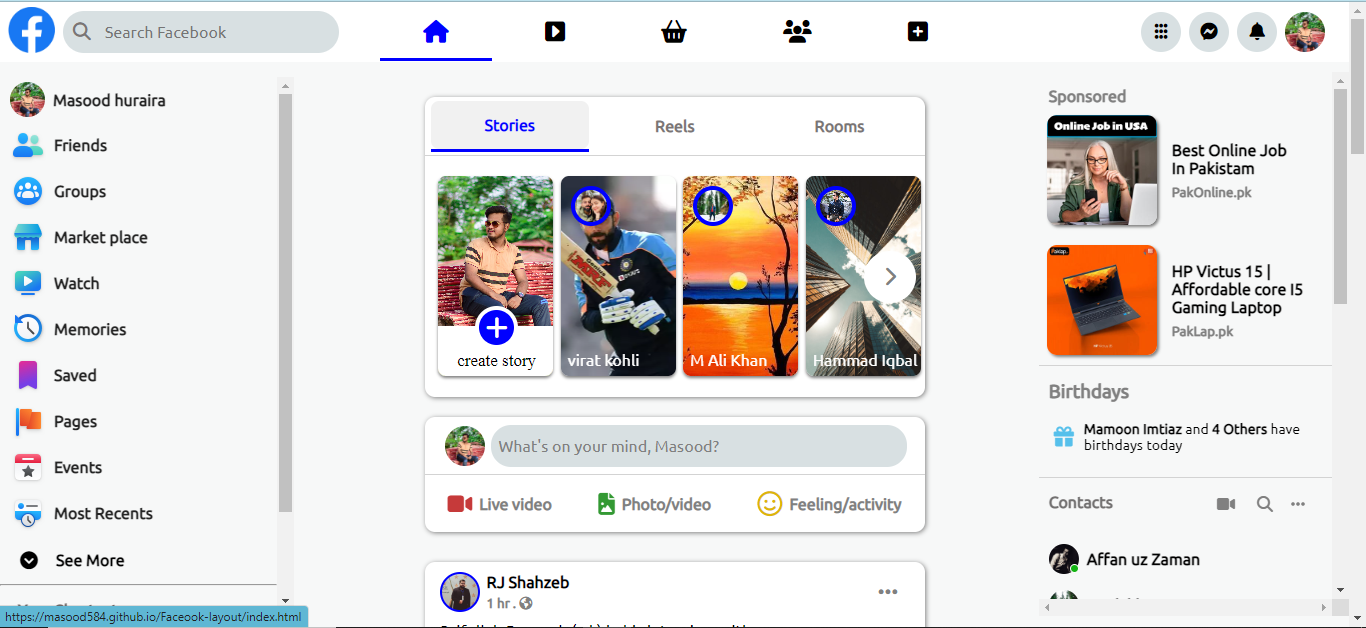 Search Facebook
Masood huraira
Friends
Groups
Market place
Watch
Memories
Saved
Pages
Events
Most Recents
See More
https://masood584.github.io/Faceook-layout/index.html
Stories
Reels
Rooms
create story
virat kohli
M Ali Khan
Hammad Iqbal
What's on your mind, Masood?
Live video
Photo/video
Feeling/activity
RJ Shahzeb
1 hr .
Sponsored
Online Job in USA
Best Online Job
In Pakistam
PakOnline.pk
HP Victus 15 |
Affordable core I5
Gaming Laptop
PakLap.pk
Birthdays
Mamoon Imtiaz and 4 Others have
birthdays today
Contacts
Affan uz Zaman